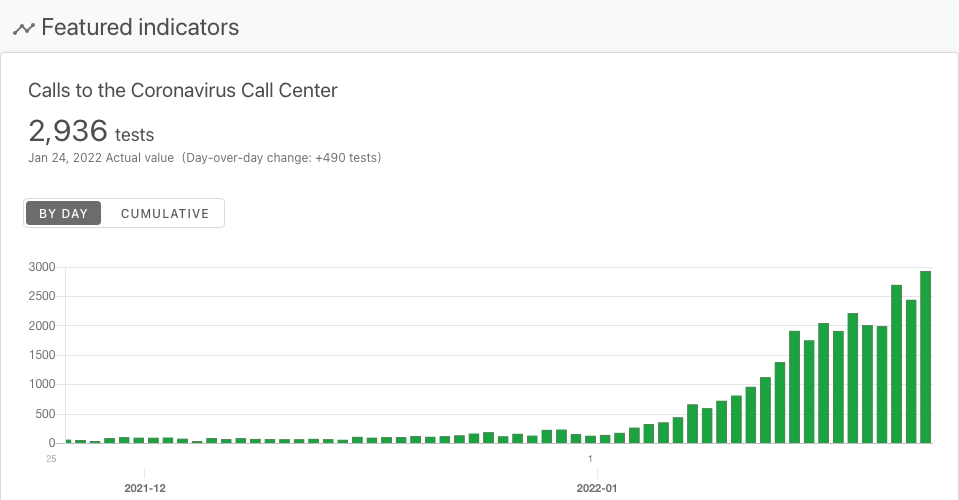 Featured indicators
Calls to the Coronavirus Call Center
2,936 tests
Jan 24, 2022 Actual value (Day-over-day change: +490 tests)
BY DAY CUMULATIVE
3000
2500
2000
1500
1000
500
0
25 1
2021-12 2022-01